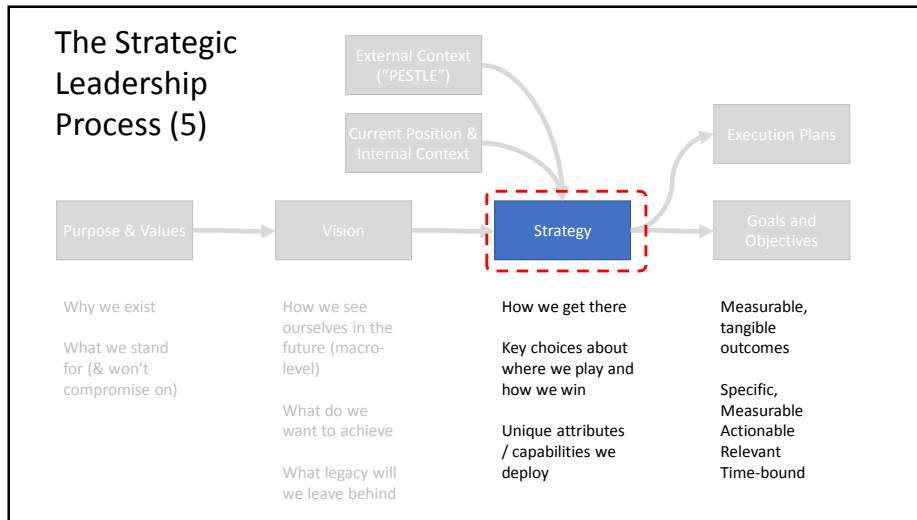 The Strategic
Leadership
Process (5)
External Context
("PESTLE")
Current Position &
Internal Context
Execution Plans
Purpose & Values
Vision
Strategy
Goals and
Objectives
Why we exist
What we stand
for (& won't
compromise on)
How we see
ourselves in the
future (macro-
level)
What do we
want to achieve
What legacy will
we leave behind
How we get there
Key choices about
where we play and
how we win
Unique attributes
/ capabilities we
deploy
Measurable,
tangible
outcomes
Specific,
Measurable
Actionable
Relevant
Time-bound